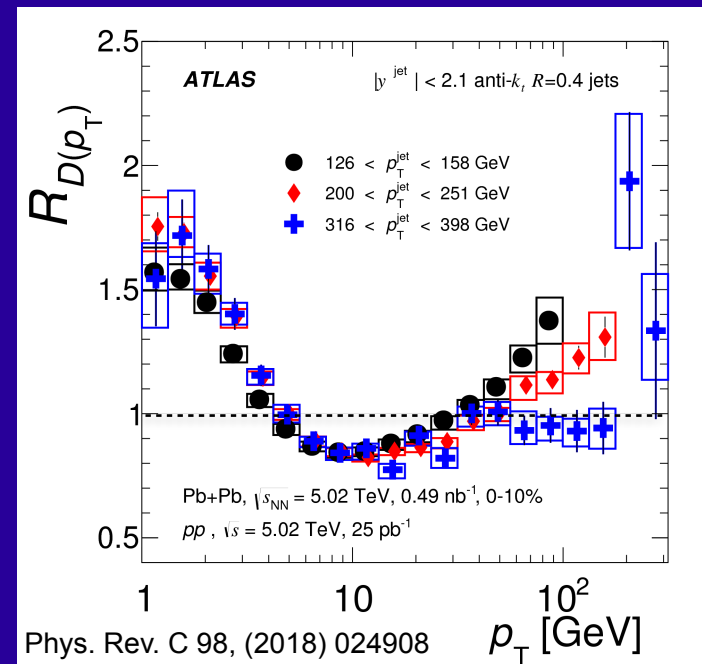 2.5
ATLAS
|y^jet| < 2.1 anti-k_t R=0.4 jets
R_D(p_T)
2
126 < p_T^jet < 158 GeV
200 < p_T^jet < 251 GeV
316 < p_T^jet < 398 GeV
1.5
1
Pb+Pb, √s_NN = 5.02 TeV, 0.49 nb^-1, 0-10%
pp , √s = 5.02 TeV, 25 pb^-1
0.5
1 10 10^2
Phys. Rev. C 98, (2018) 024908 p_T [GeV]